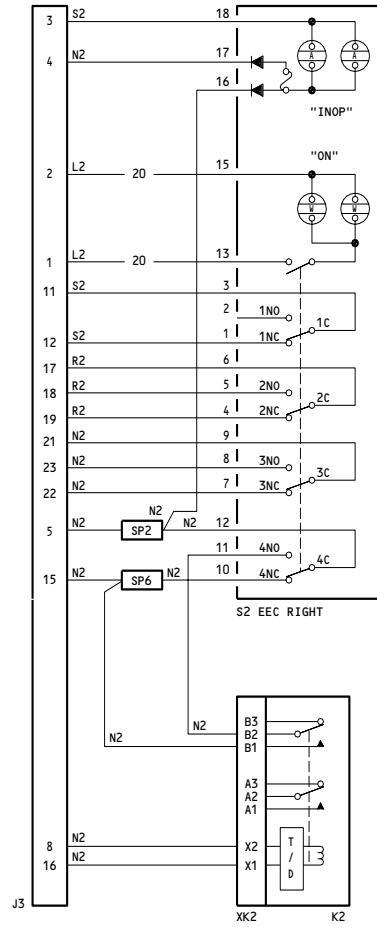 3 S2 18
A A
4 N2 17
16
"INOP"
"ON"
2 L2 20 15
W W
1 L2 20 13
11 S2 3
2 1NO
1C
12 S2 1 1NC
17 R2 6
18 R2 5 2NO
2C
19 R2 4 2NC
21 N2 9
23 N2 8 3NO
3C
22 N2 7 3NC
N2
5 N2 SP2 N2 12
11 4NO
4C
15 N2 SP6 N2 10 4NC
S2 EEC RIGHT
B3
N2 B2
N2 B1
A3
A2
A1
8 N2 X2
T / D
16 N2 X1
J3
XK2 K2